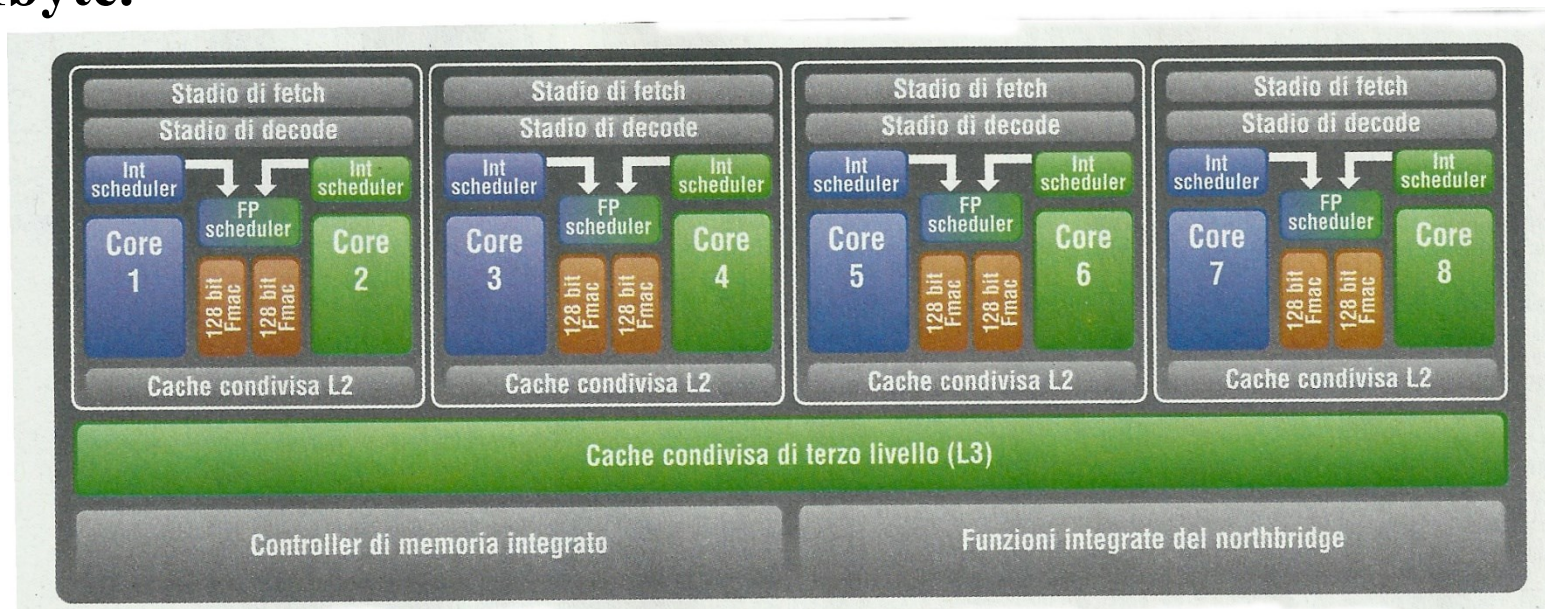 Stadio di fetch
Stadio di decode
Int
scheduler
Int
scheduler
FP
scheduler
Core
1
128 bit
Fmac
128 bit
Fmac
Core
2
Cache condivisa L2
Stadio di fetch
Stadio di decode
Int
scheduler
Int
scheduler
FP
scheduler
Core
3
128 bit
Fmac
128 bit
Fmac
Core
4
Cache condivisa L2
Stadio di fetch
Stadio di decode
Int
scheduler
Int
scheduler
FP
scheduler
Core
5
128 bit
Fmac
128 bit
Fmac
Core
6
Cache condivisa L2
Stadio di fetch
Stadio di decode
Int
scheduler
Int
scheduler
FP
scheduler
Core
7
128 bit
Fmac
128 bit
Fmac
Core
8
Cache condivisa L2
Cache condivisa di terzo livello (L3)
Controller di memoria integrato
Funzioni integrate del northbridge